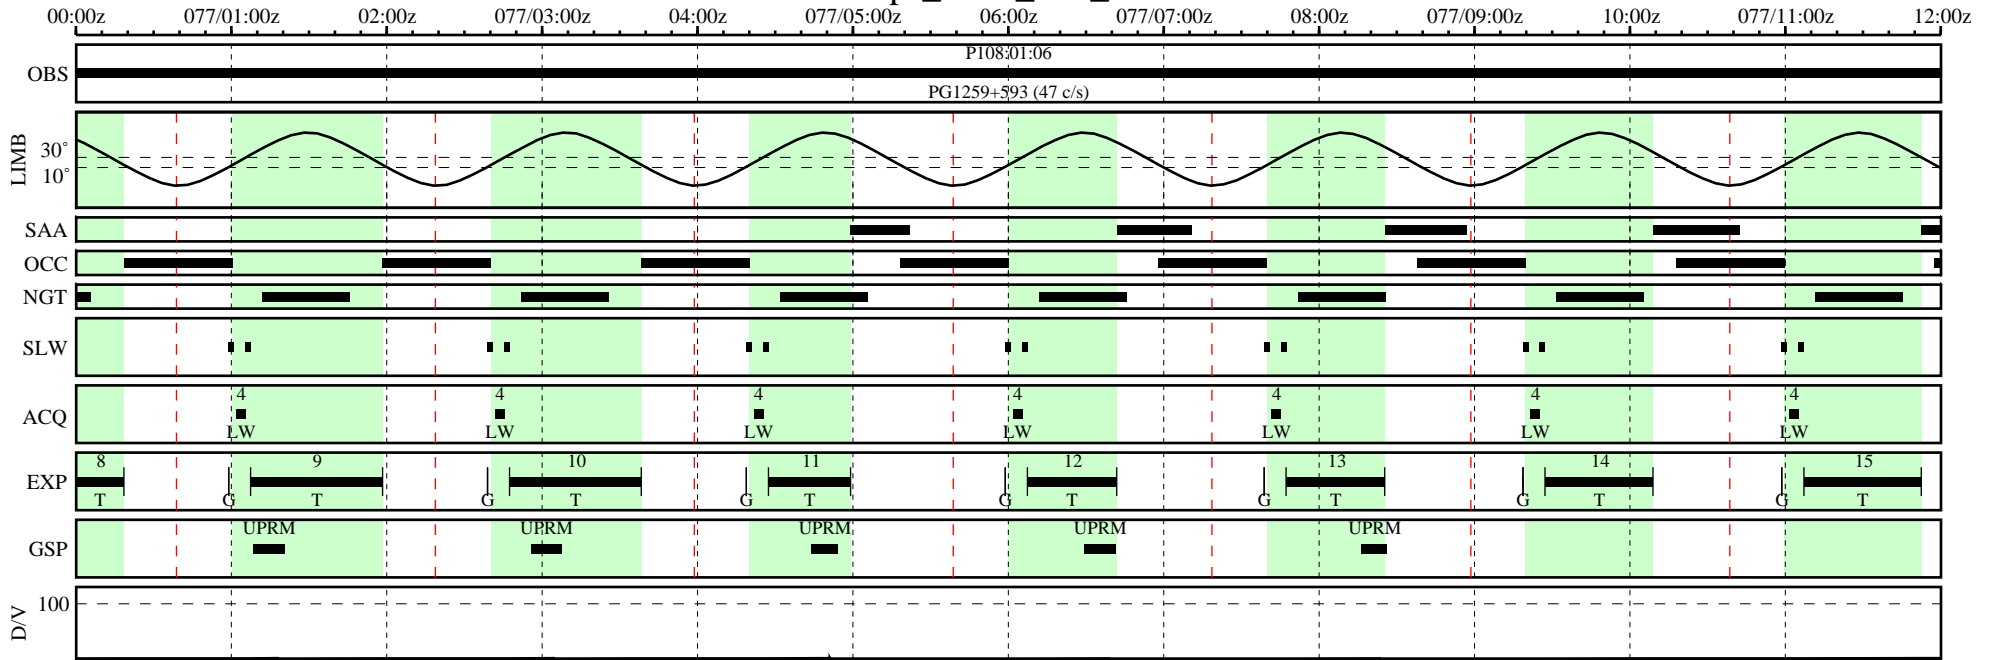 00:00z 077/01:00z 02:00z 077/03:00z 04:00z 077/05:00z 06:00z 077/07:00z 08:00z 077/09:00z 10:00z 077/11:00z 12:00z
P108:01:06
OBS
PG1259+593 (47 c/s)
LIMB
30°
10°
SAA
OCC
NGT
SLW
4 4 4 4 4 4 4
ACQ
LW LW LW LW LW LW LW
8 9 10 11 12 13 14 15
EXP
T G T G T G T G T G T G T G T
UPRM UPRM UPRM UPRM UPRM
GSP
100
D/V